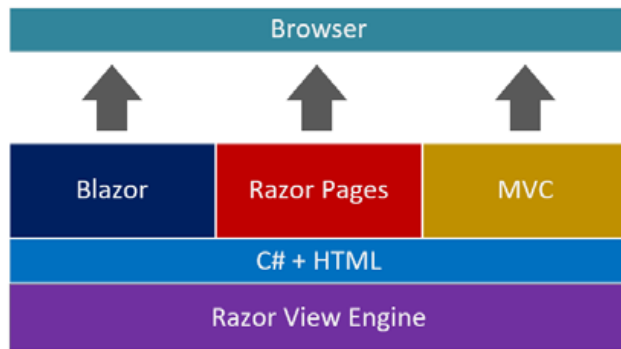 Browser
Blazor
Razor Pages
MVC
C# + HTML
Razor View Engine